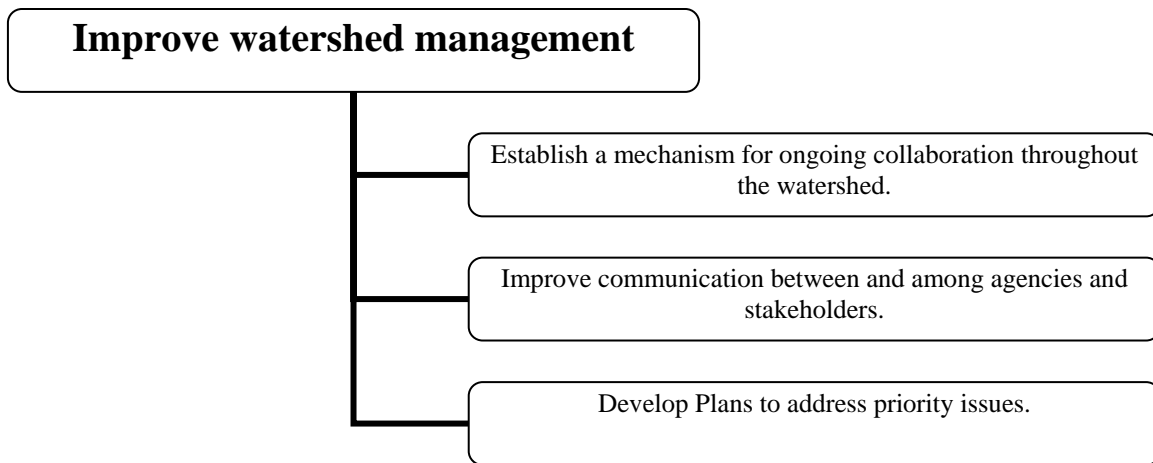 Improve watershed management
Establish a mechanism for ongoing collaboration throughout
the watershed.
Improve communication between and among agencies and
stakeholders.
Develop Plans to address priority issues.